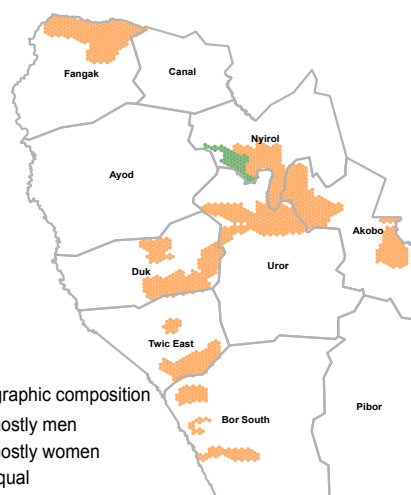 Fangak
Canal
Nyirol
Ayod
Akobo
Duk
Uror
Twic East
graphic composition
ostly men
Bor South
Pibor
ostly women
qual